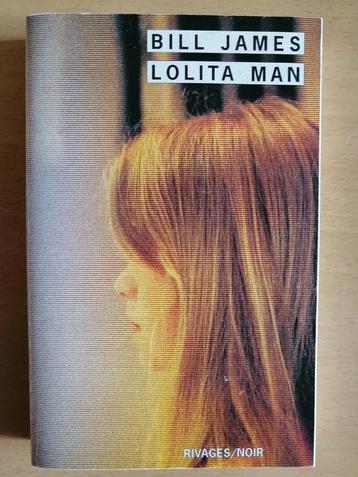 BILL JAMES
LOLITA MAN
RIVAGES/NOIR